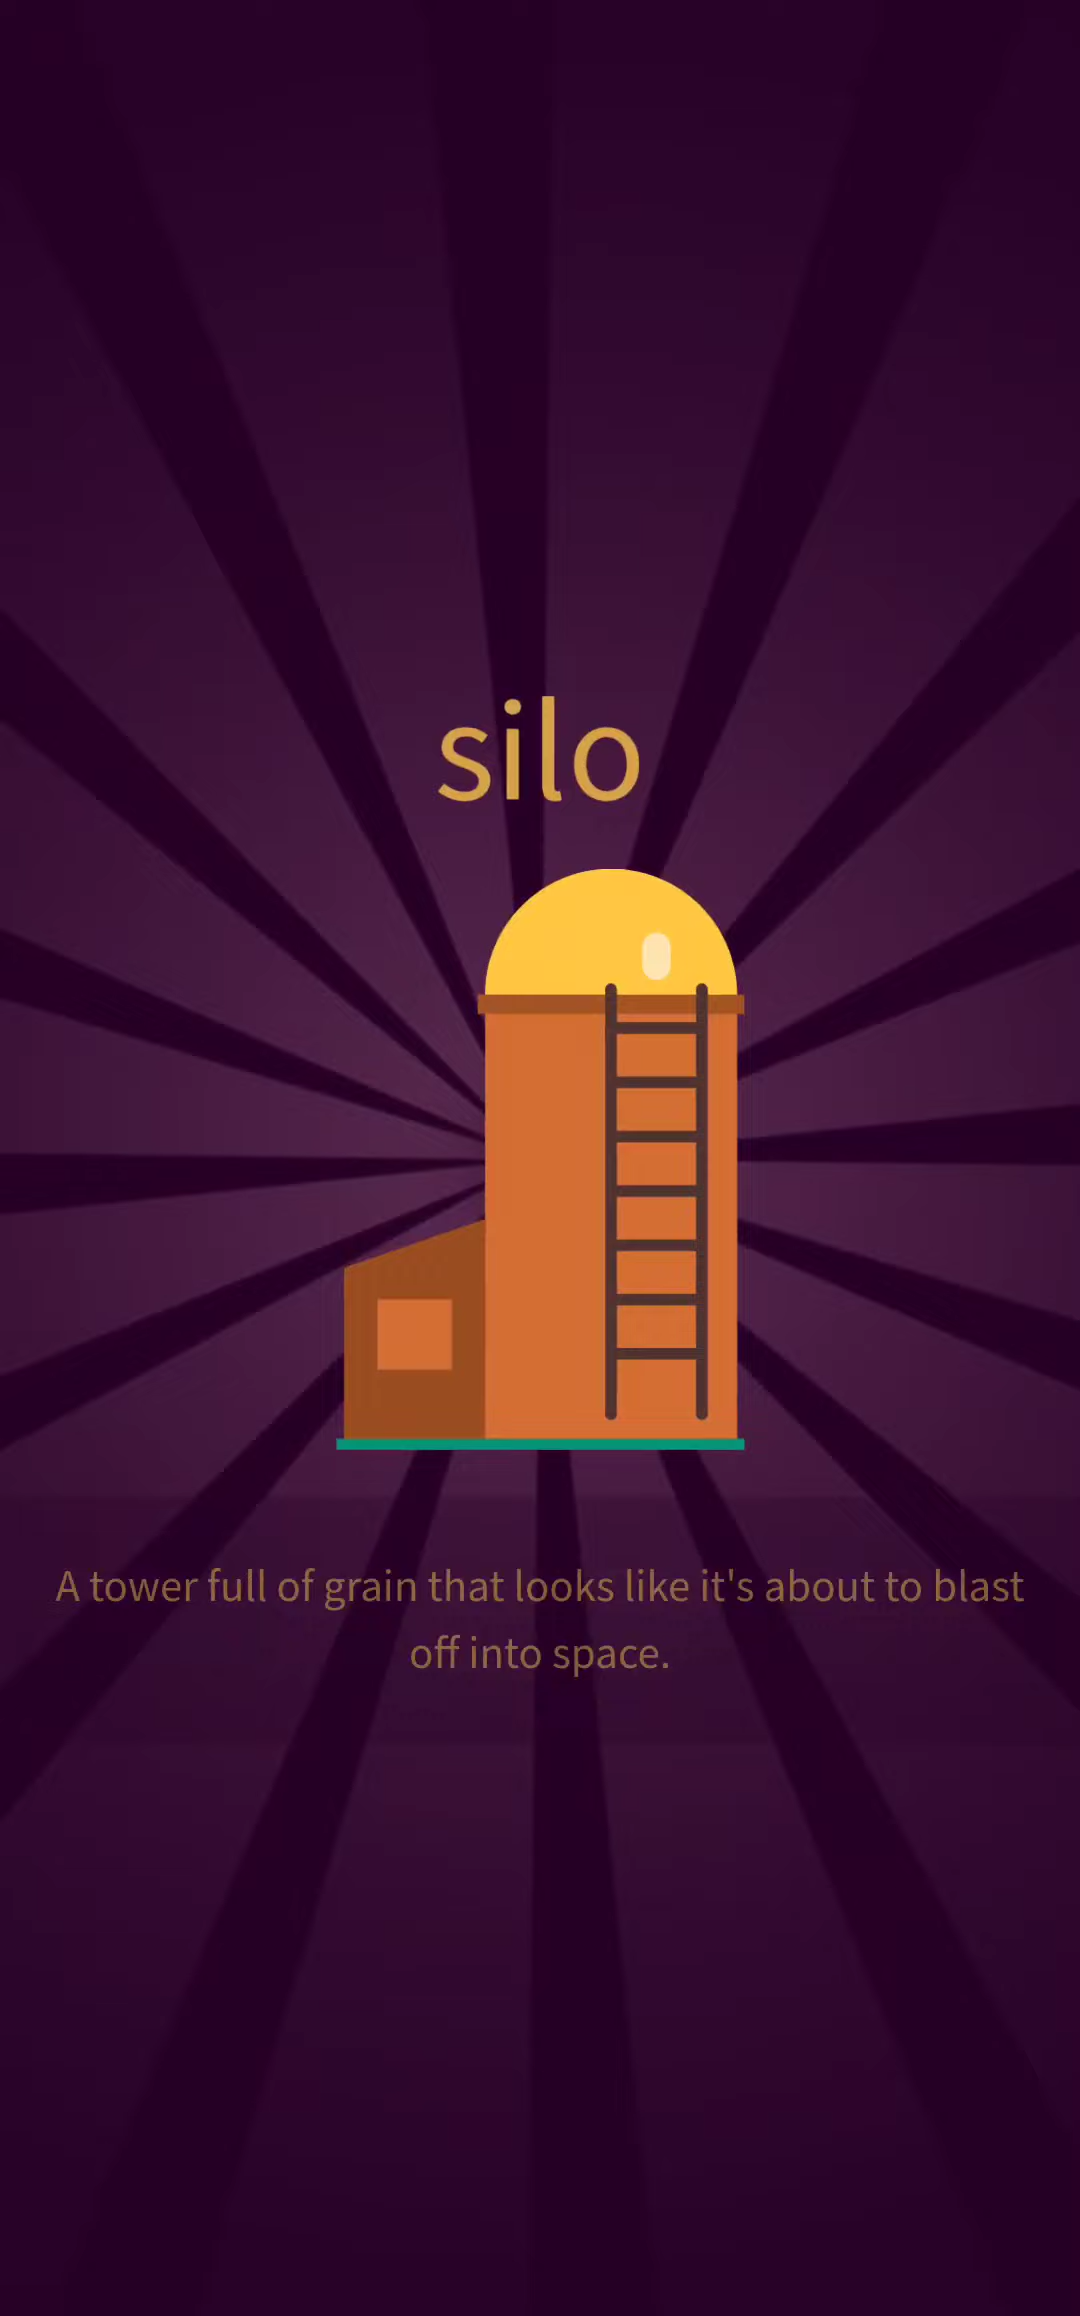 silo
A tower full of grain that looks like it's about to blast
off into space.